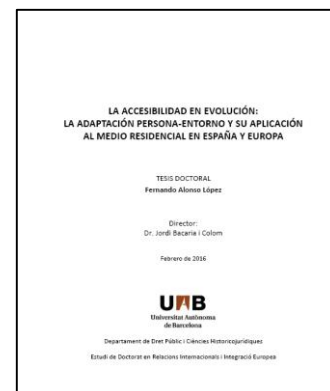 LA ACCESIBILIDAD EN EVOLUCIÓN:
LA ADAPTACIÓN PERSONA-ENTORNO Y SU APLICACIÓN
AL MEDIO RESIDENCIAL EN ESPAÑA Y EUROPA
TESIS DOCTORAL
Fernando Alonso López
Director:
Dr. Jordi Bacaria i Colom
Febrero de 2016
UAB
Universitat Autònoma
de Barcelona
Departament de Dret Públic i Ciències Historicojurídiques
Estudi de Doctorat en Relacions Internacionals i Integració Europea